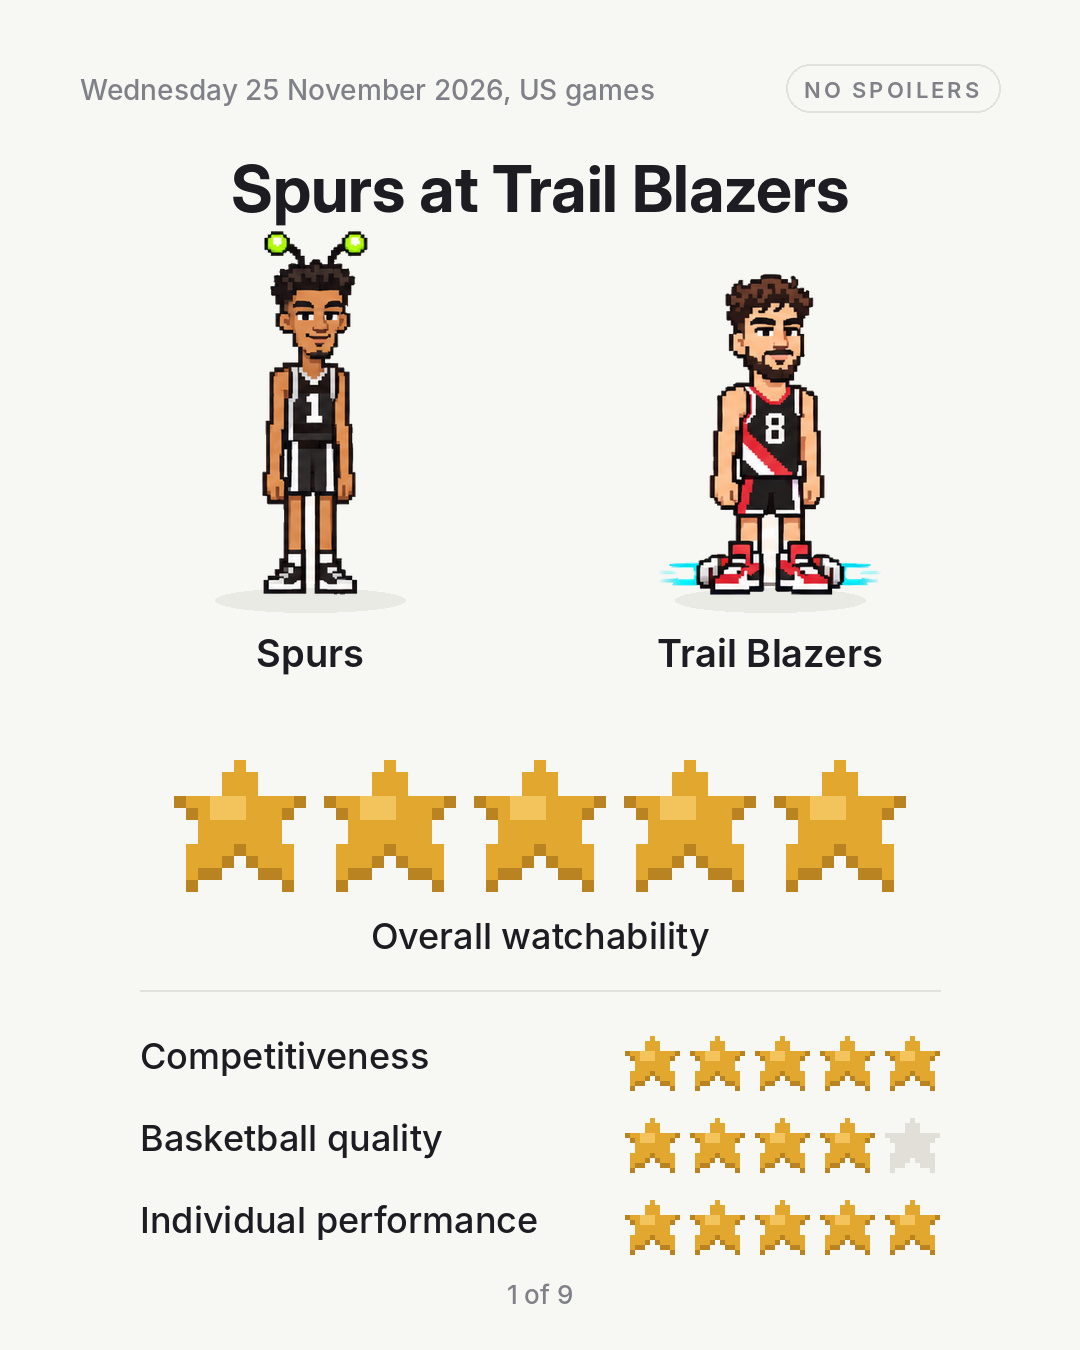 Wednesday 25 November 2026, US games
NO SPOILERS
Spurs at Trail Blazers
1
8
Spurs
Trail Blazers
Overall watchability
Competitiveness
Basketball quality
Individual performance
1 of 9